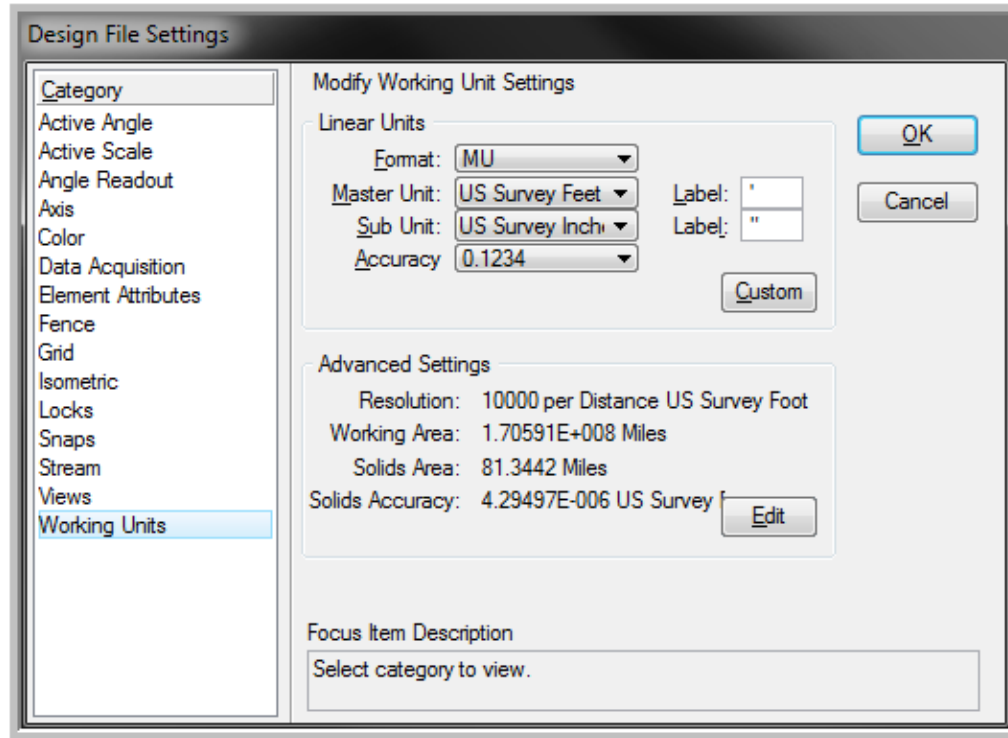 Design File Settings
Category
Active Angle
Active Scale
Angle Readout
Axis
Color
Data Acquisition
Element Attributes
Fence
Grid
Isometric
Locks
Snaps
Stream
Views
Working Units
Modify Working Unit Settings
Linear Units
Format: MU
Master Unit: US Survey Feet Label: '
Sub Unit: US Survey Inch Label: "
Accuracy 0.1234
Custom
Advanced Settings
Resolution: 10000 per Distance US Survey Foot
Working Area: 1.70591E+008 Miles
Solids Area: 81.3442 Miles
Solids Accuracy: 4.29497E-006 US Survey
Edit
Focus Item Description
Select category to view.
OK
Cancel